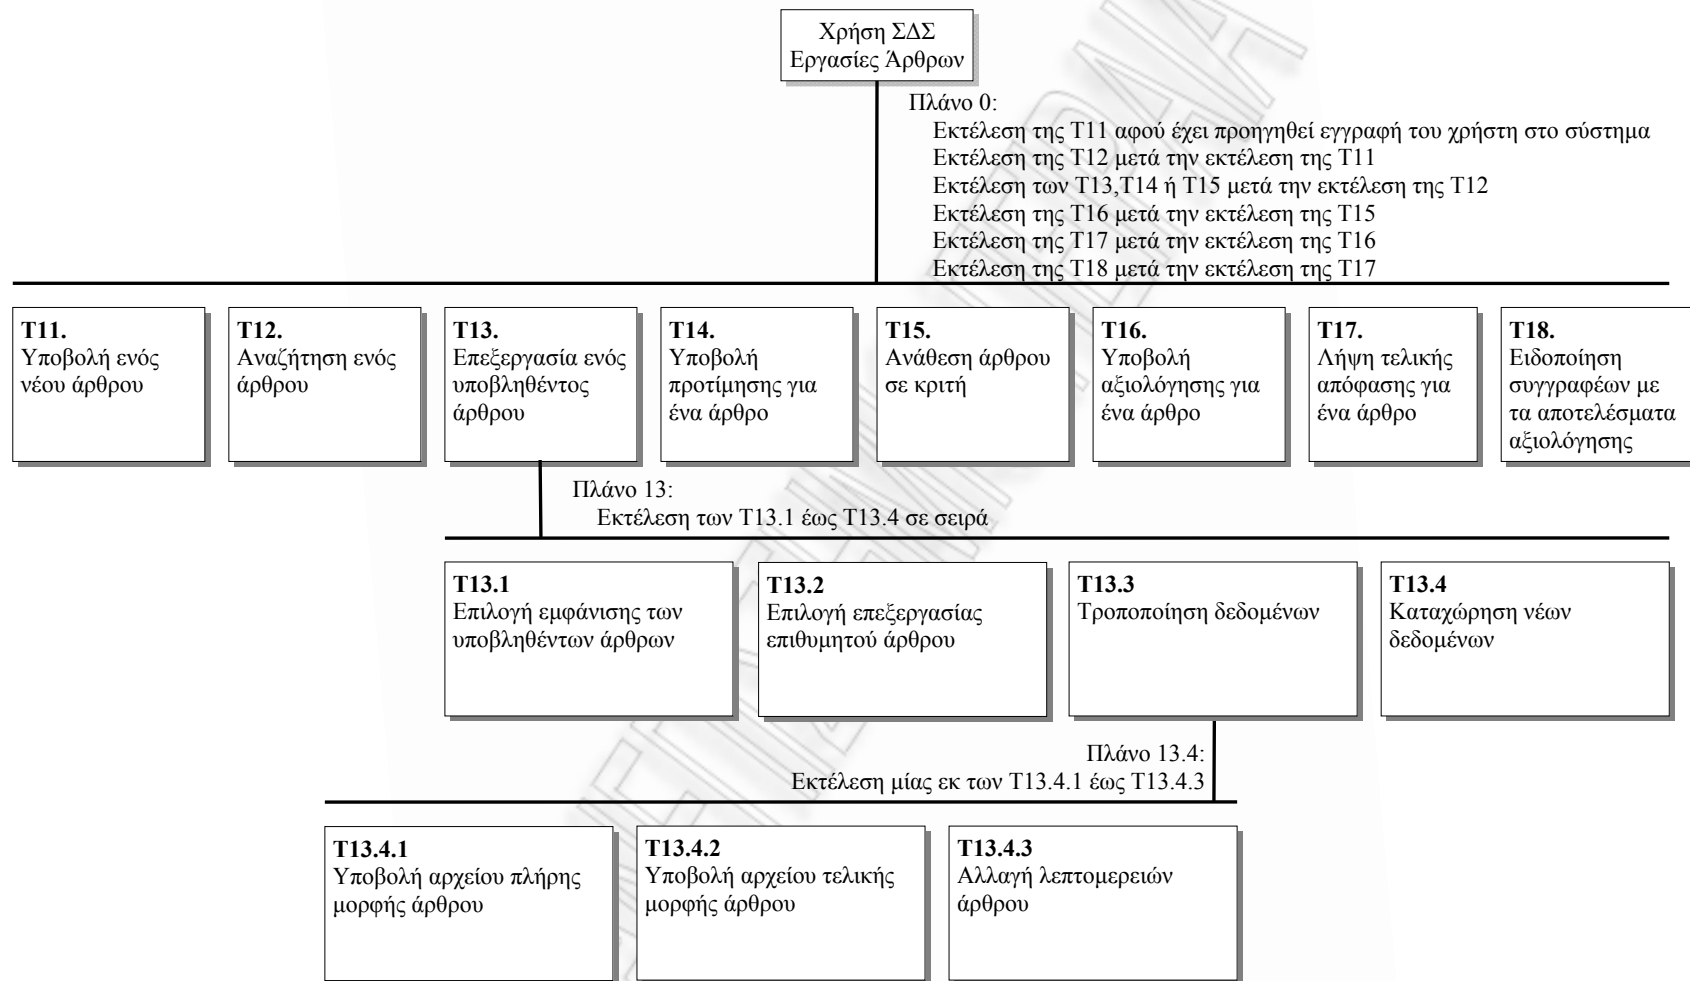 Χρήση ΣΔΣ
Εργασίες Άρθρων
Πλάνο 0:
Εκτέλεση της Τ11 αφού έχει προηγηθεί εγγραφή του χρήστη στο σύστημα
Εκτέλεση της Τ12 μετά την εκτέλεση της Τ11
Εκτέλεση των Τ13,Τ14 ή Τ15 μετά την εκτέλεση της Τ12
Εκτέλεση της Τ16 μετά την εκτέλεση της Τ15
Εκτέλεση της Τ17 μετά την εκτέλεση της Τ16
Εκτέλεση της Τ18 μετά την εκτέλεση της Τ17
Τ11.
Υποβολή ενός
νέου άρθρου
Τ12.
Αναζήτηση ενός
άρθρου
Τ13.
Επεξεργασία ενός
υποβληθέντος
άρθρου
Τ14.
Υποβολή
προτίμησης για
ένα άρθρο
Τ15.
Ανάθεση άρθρου
σε κριτή
Τ16.
Υποβολή
αξιολόγησης για
ένα άρθρο
Τ17.
Λήψη τελικής
απόφασης για
ένα άρθρο
Τ18.
Ειδοποίηση
συγγραφέων με
τα αποτελέσματα
αξιολόγησης
Πλάνο 13:
Εκτέλεση των Τ13.1 έως Τ13.4 σε σειρά
Τ13.1
Επιλογή εμφάνισης των
υποβληθέντων άρθρων
Τ13.2
Επιλογή επεξεργασίας
επιθυμητού άρθρου
Τ13.3
Τροποποίηση δεδομένων
Τ13.4
Καταχώρηση νέων
δεδομένων
Πλάνο 13.4:
Εκτέλεση μίας εκ των Τ13.4.1 έως Τ13.4.3
Τ13.4.1
Υποβολή αρχείου πλήρης
μορφής άρθρου
Τ13.4.2
Υποβολή αρχείου τελικής
μορφής άρθρου
Τ13.4.3
Αλλαγή λεπτομερειών
άρθρου